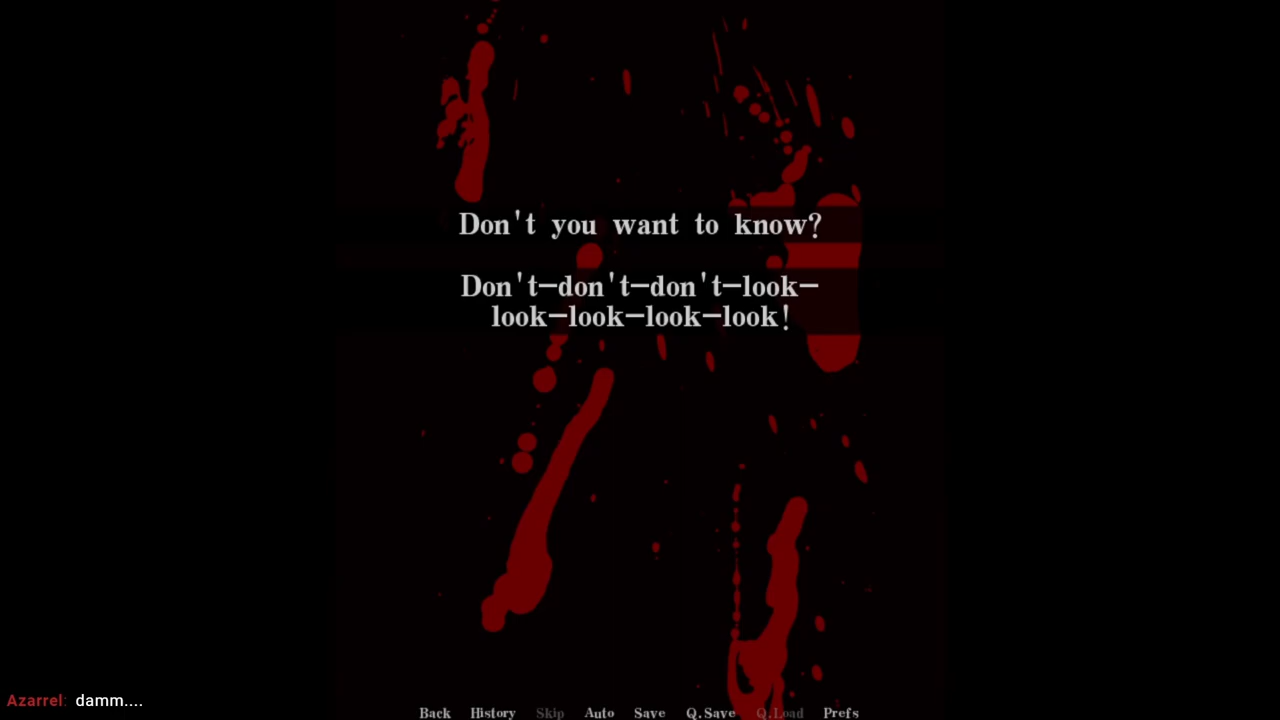 Don't you want to know?
Don't—don't—don't—look—
look—look—look—look!
Azarrel: damm....
Back History Skip Auto Save Q.Save Q.Load Prefs